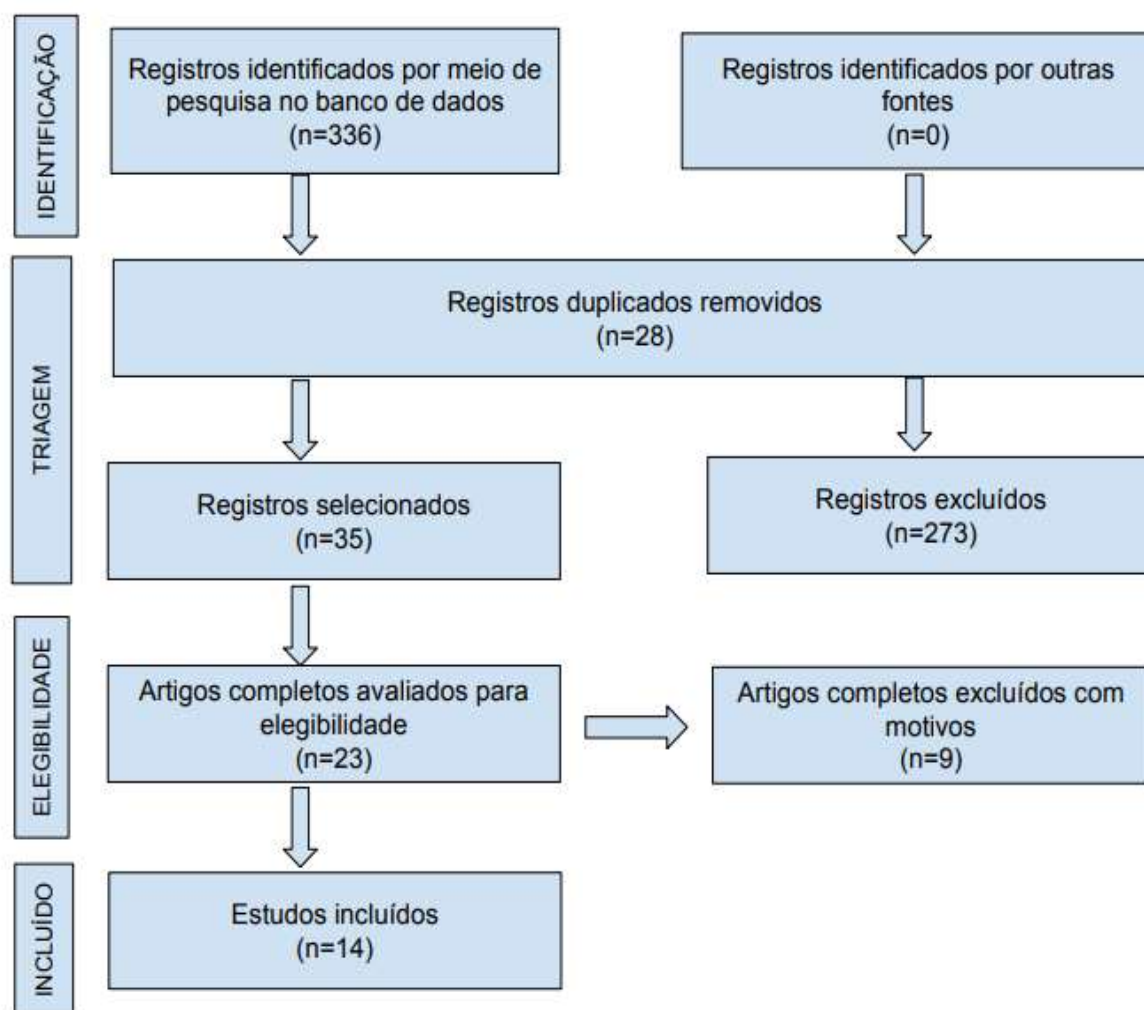 IDENTIFICAÇÃO
Registros identificados por meio de
pesquisa no banco de dados
(n=336)
Registros identificados por outras
fontes
(n=0)
TRIAGEM
Registros duplicados removidos
(n=28)
Registros selecionados
(n=35)
Registros excluídos
(n=273)
ELEGIBILIDADE
Artigos completos avaliados para
elegibilidade
(n=23)
Artigos completos excluídos com
motivos
(n=9)
INCLUÍDO
Estudos incluídos
(n=14)